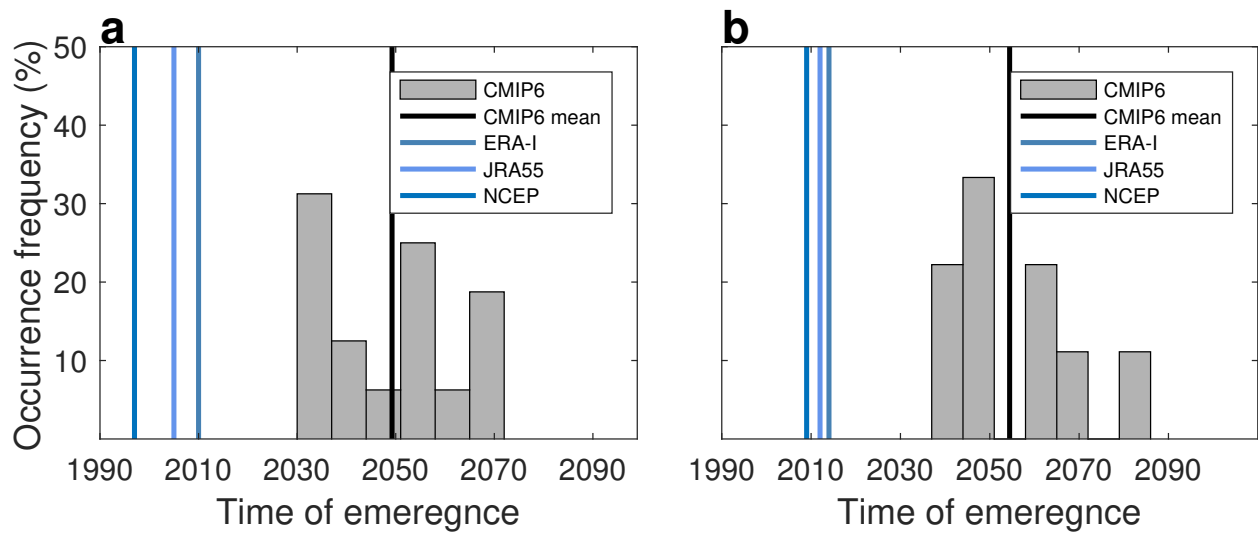 a
Occurrence frequency (%)
50
40
30
20
10
CMIP6
CMIP6 mean
ERA-I
JRA55
NCEP
1990 2010 2030 2050 2070 2090
Time of emeregnce
b
CMIP6
CMIP6 mean
ERA-I
JRA55
NCEP
1990 2010 2030 2050 2070 2090
Time of emeregnce